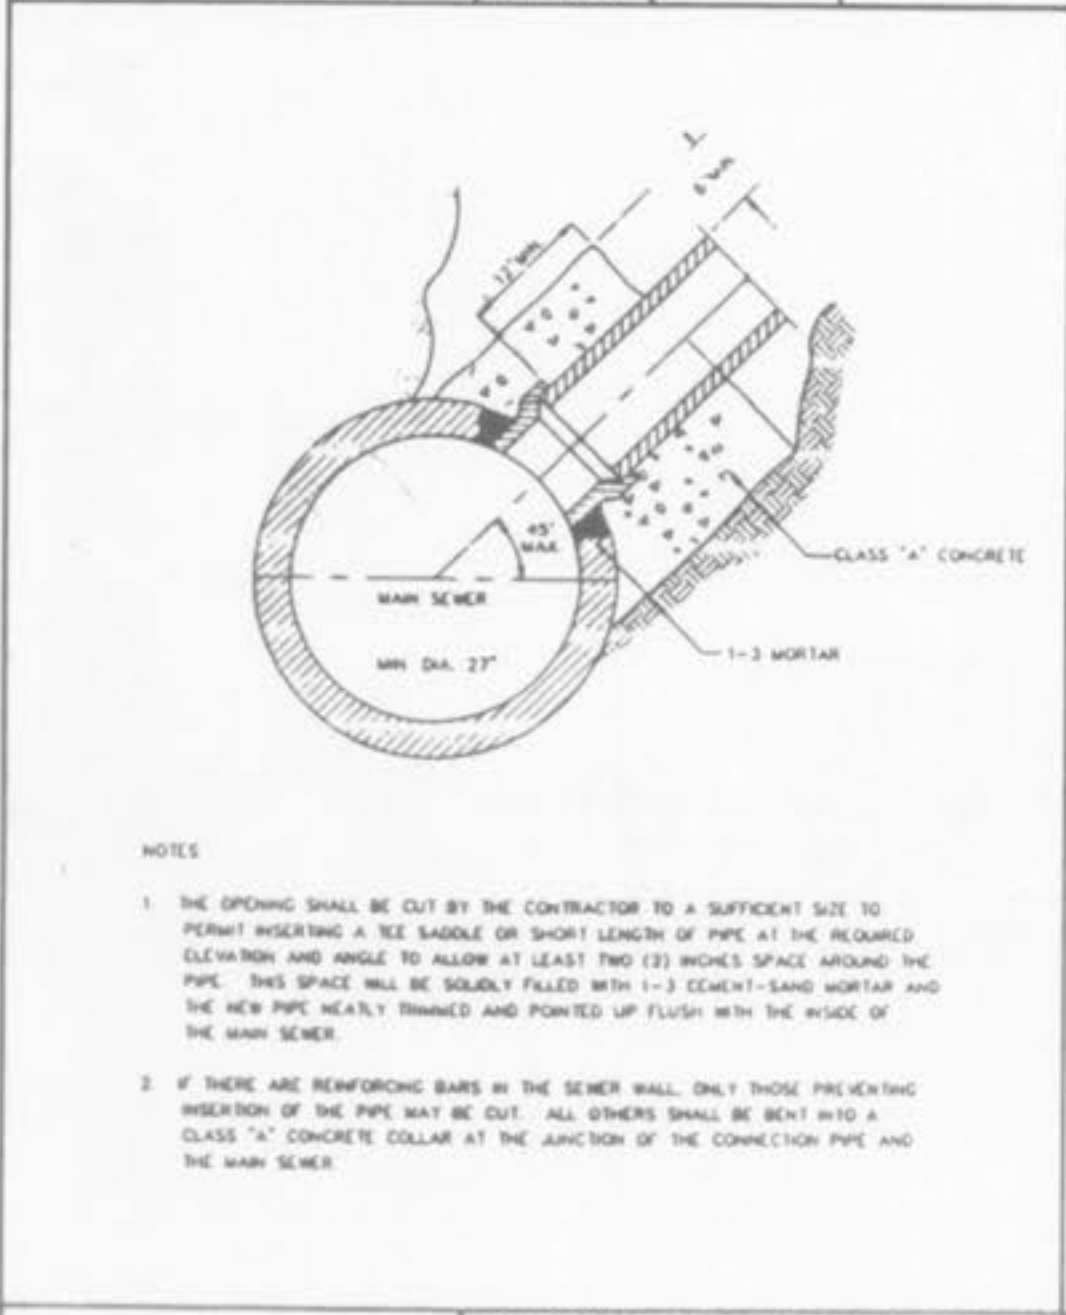 6" MIN
12" MIN
45°
MAX.
MAIN SEWER
MIN DIA. 27"
CLASS "A" CONCRETE
1-3 MORTAR
NOTES
1 THE OPENING SHALL BE CUT BY THE CONTRACTOR TO A SUFFICIENT SIZE TO
PERMIT INSERTING A TEE SADDLE OR SHORT LENGTH OF PIPE AT THE REQUIRED
ELEVATION AND ANGLE TO ALLOW AT LEAST TWO (2) INCHES SPACE AROUND THE
PIPE. THIS SPACE WILL BE SOLIDLY FILLED WITH 1-3 CEMENT-SAND MORTAR AND
THE NEW PIPE NEATLY TRIMMED AND POINTED UP FLUSH WITH THE INSIDE OF
THE MAIN SEWER.
2 IF THERE ARE REINFORCING BARS IN THE SEWER WALL, ONLY THOSE PREVENTING
INSERTION OF THE PIPE MAY BE CUT. ALL OTHERS SHALL BE BENT INTO A
CLASS "A" CONCRETE COLLAR AT THE JUNCTION OF THE CONNECTION PIPE AND
THE MAIN SEWER